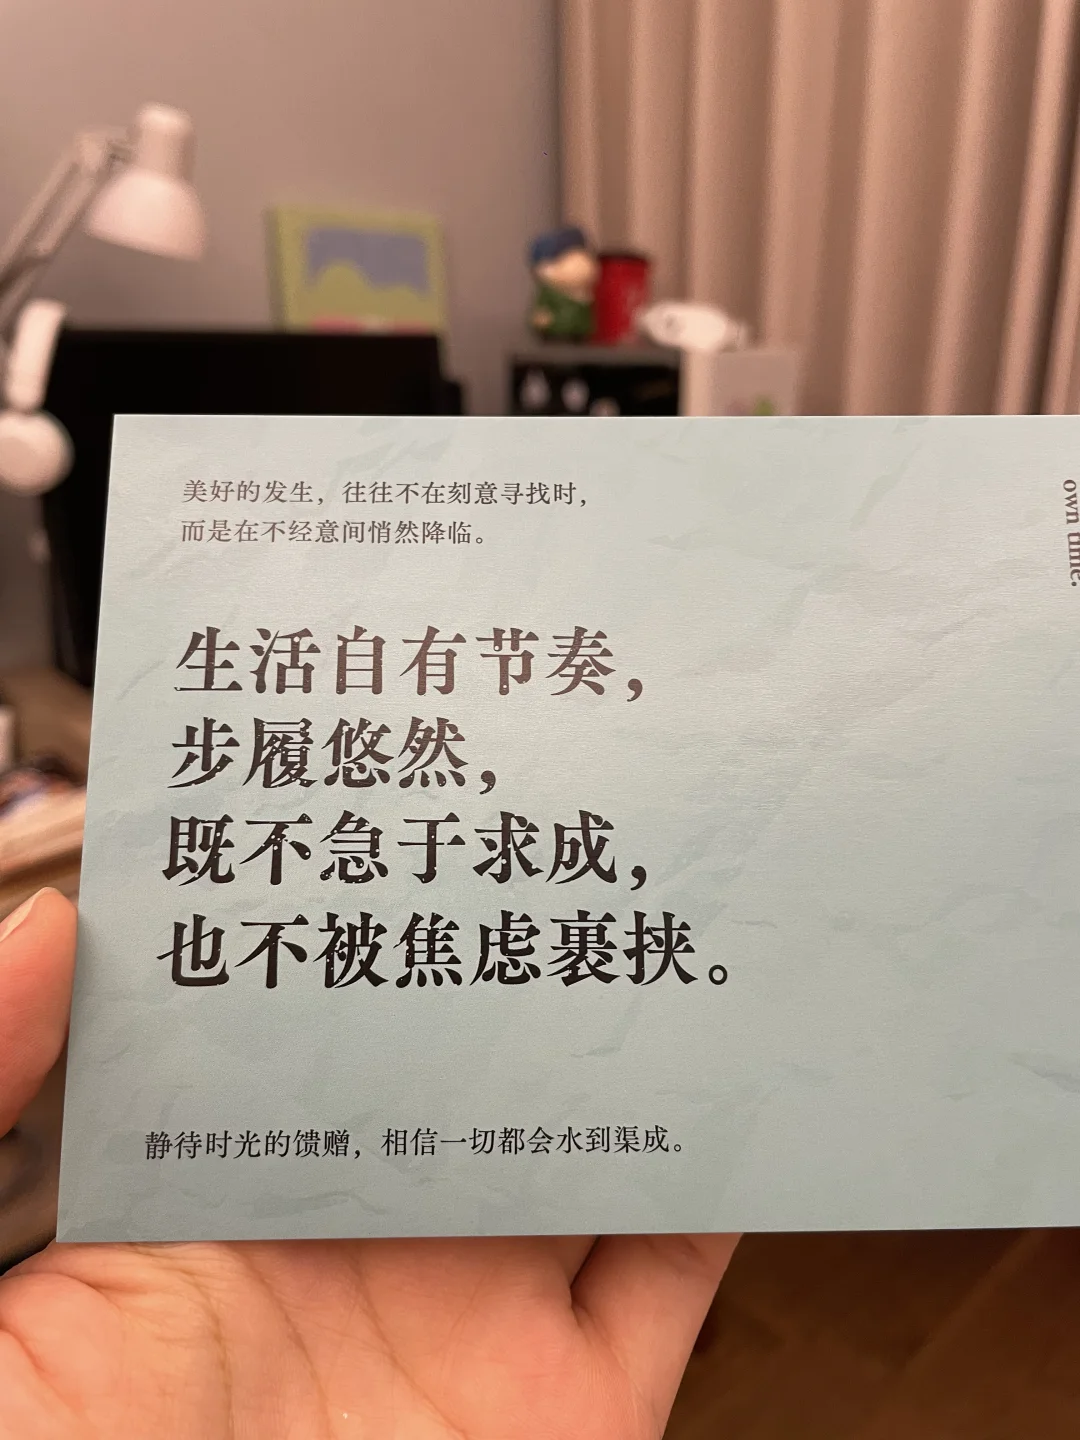 美好的发生，往往不在刻意寻找时，
而是在不经意间悄然降临。
生活自有节奏，
步履悠然，
既不急于求成，
也不被焦虑裹挟。
静待时光的馈赠，相信一切都会水到渠成。
own time.